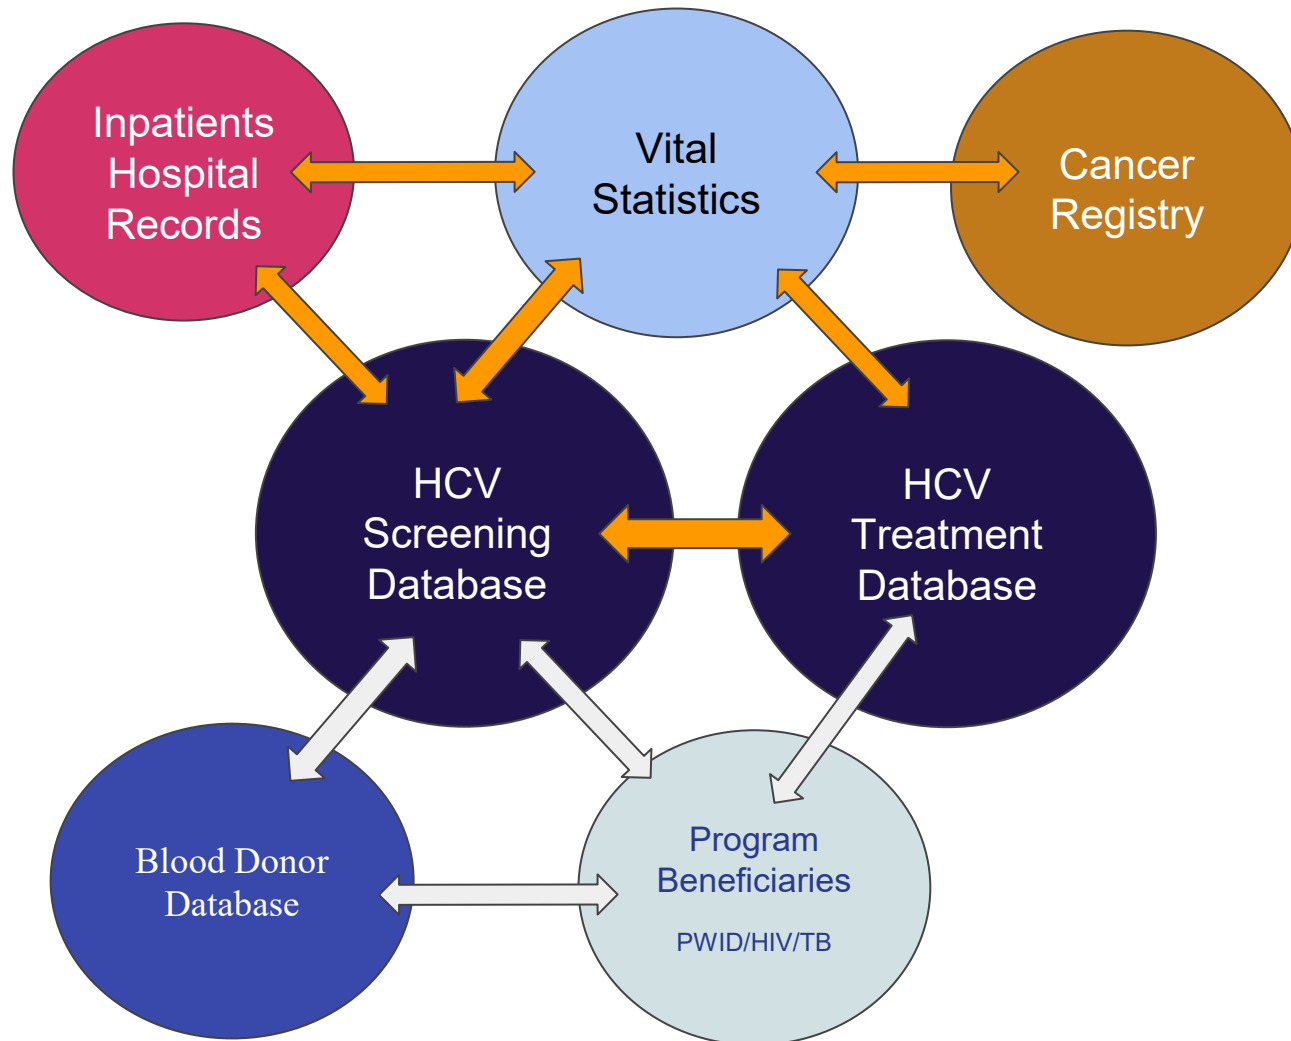 Inpatients
Hospital
Records
Vital
Statistics
Cancer
Registry
HCV
Screening
Database
HCV
Treatment
Database
Blood Donor
Database
Program
Beneficiaries
PWID/HIV/TB